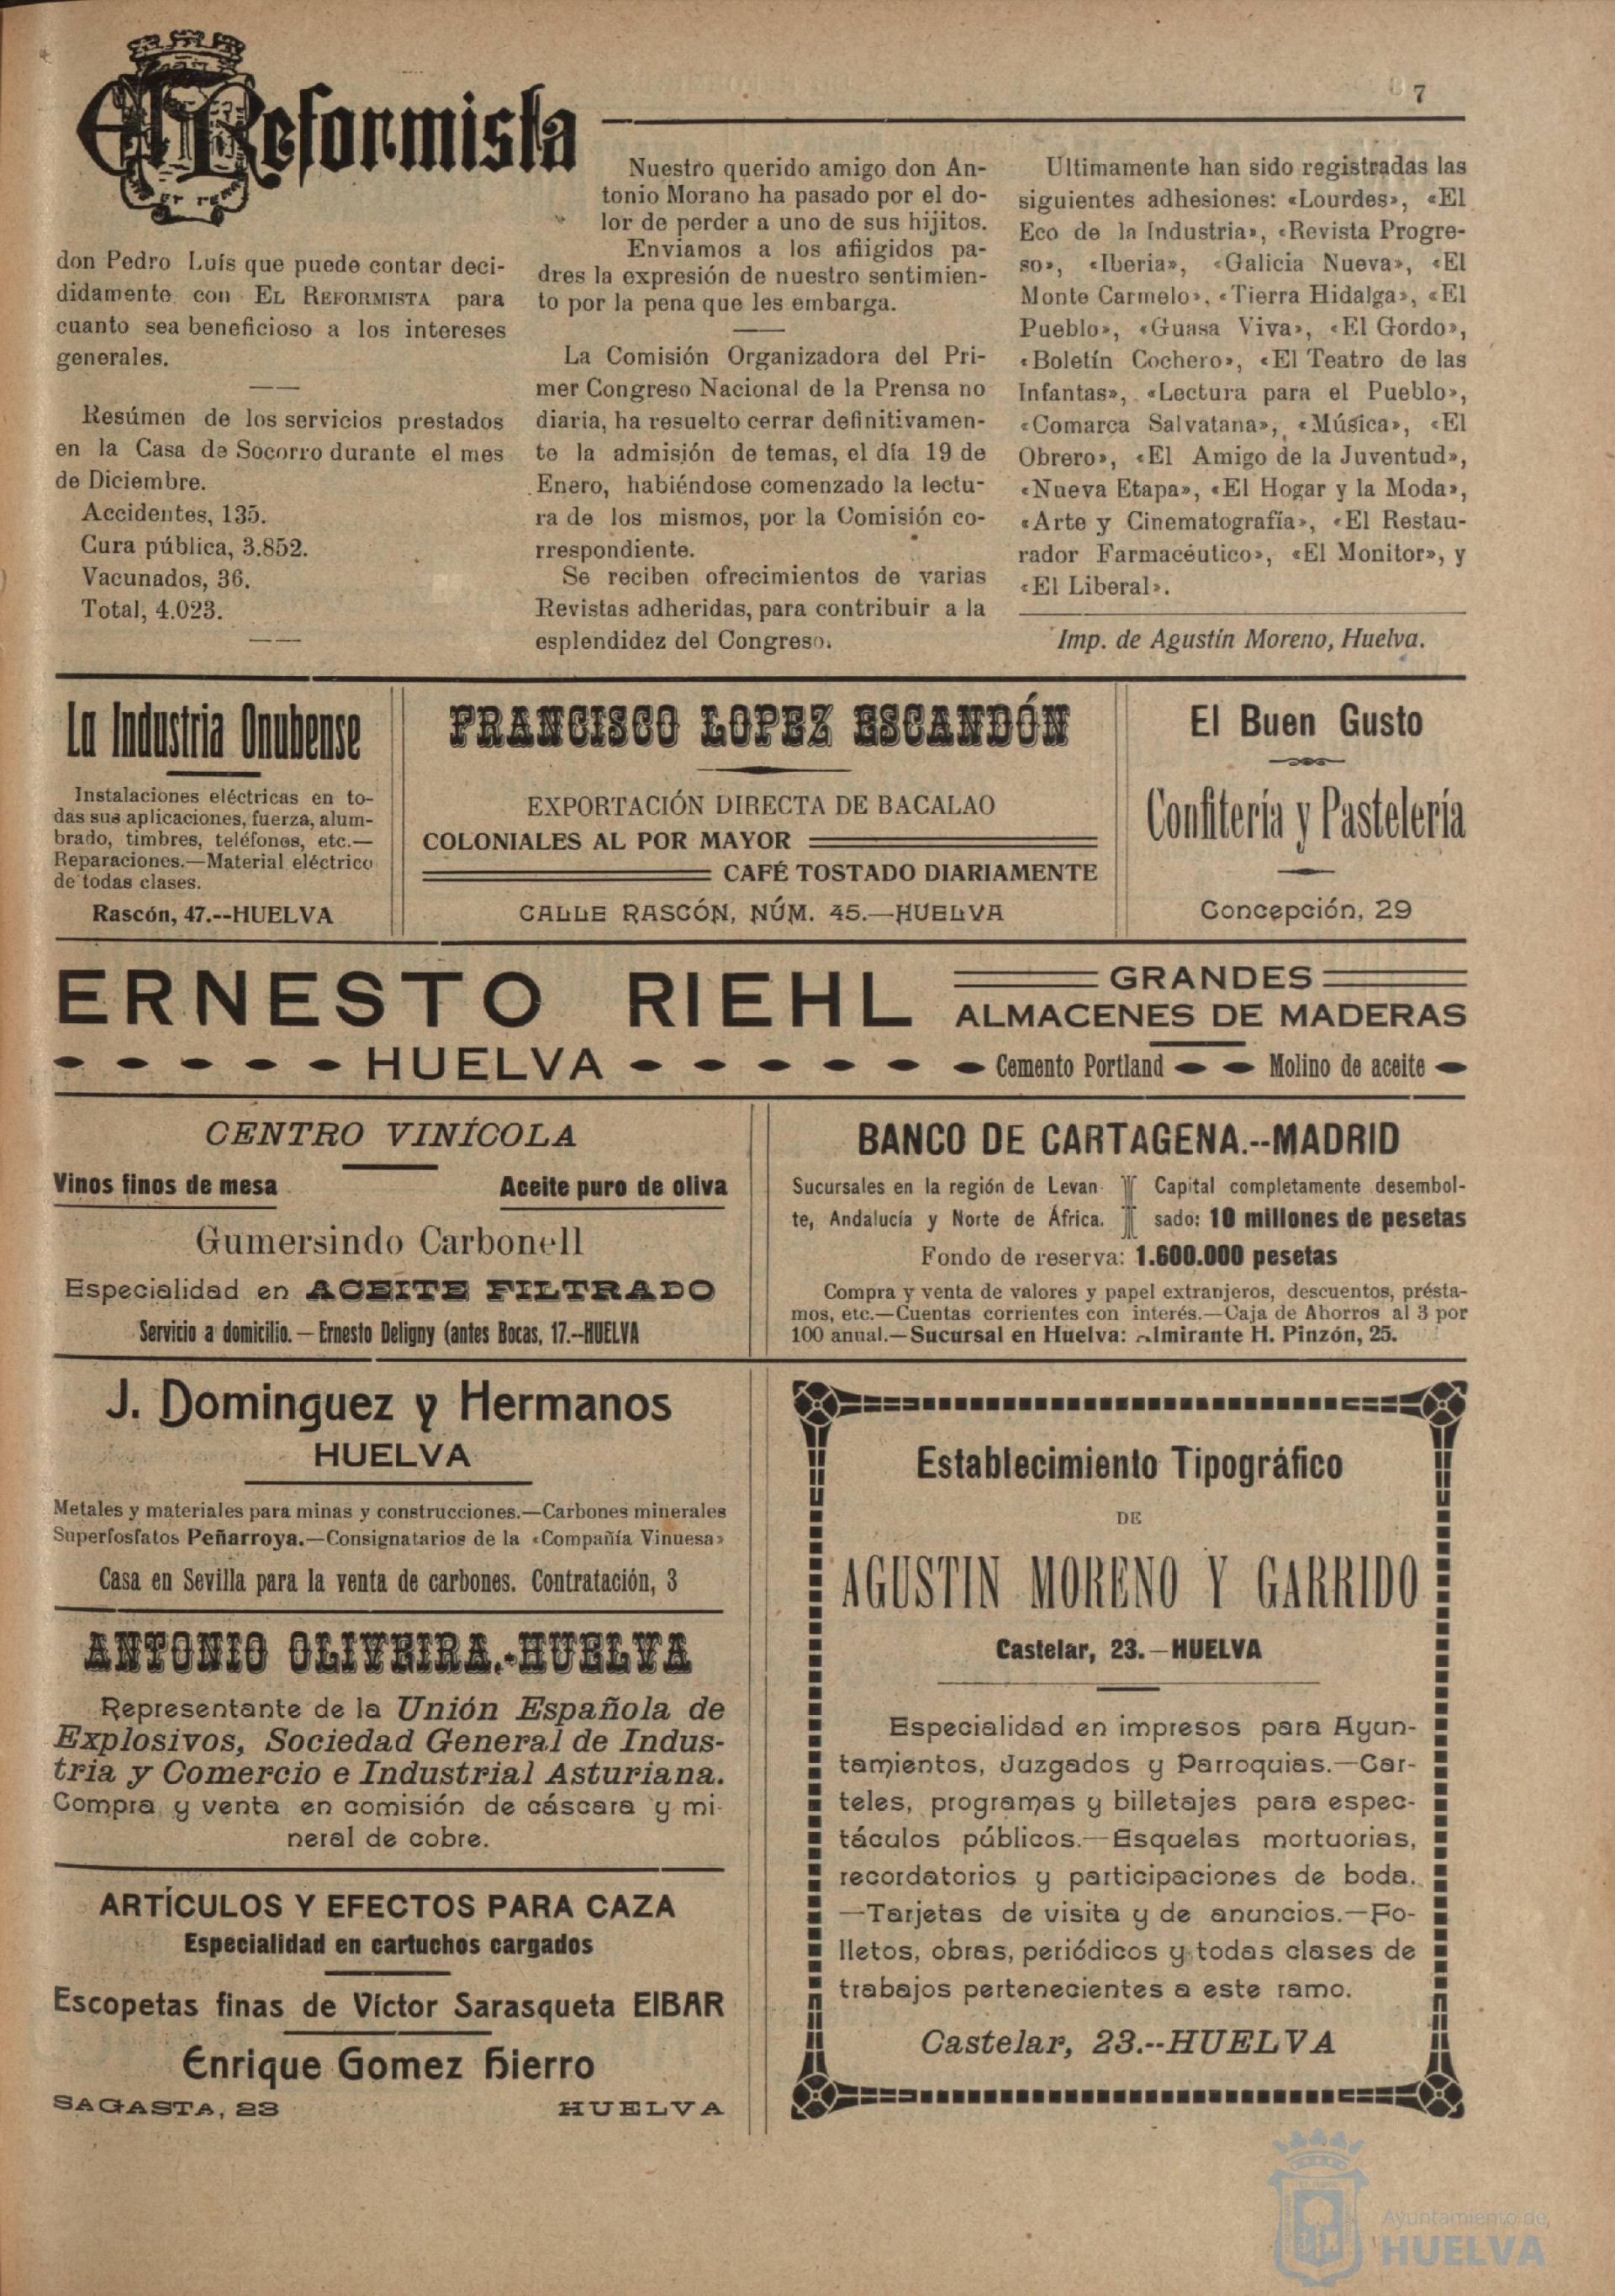 El Reformista
7
don Pedro Luís que puede contar deci-
didamente con EL REFORMISTA para
cuanto sea beneficioso a los intereses
generales.
Resúmen de los servicios prestados
en la Casa de Socorro durante el mes
de Diciembre.
Accidentes, 135.
Cura pública, 3.852.
Vacunados, 36.
Total, 4.023.
Nuestro querido amigo don An-
tonio Morano ha pasado por el do-
lor de perder a uno de sus hijitos.
Enviamos a los afligidos pa-
dres la expresión de nuestro sentimien-
to por la pena que les embarga.
La Comisión Organizadora del Pri-
mer Congreso Nacional de la Prensa no
diaria, ha resuelto cerrar definitivamen-
te la admisión de temas, el día 19 de
Enero, habiéndose comenzado la lectu-
ra de los mismos, por la Comisión co-
rrespondiente.
Se reciben ofrecimientos de varias
Revistas adheridas, para contribuir a la
esplendidez del Congreso.
Ultimamente han sido registradas las
siguientes adhesiones: «Lourdes», «El
Eco de la Industria», «Revista Progre-
so», «Iberia», «Galicia Nueva», «El
Monte Carmelo», «Tierra Hidalga», «El
Pueblo», «Guasa Viva», «El Gordo»,
«Boletín Cochero», «El Teatro de las
Infantas», «Lectura para el Pueblo»,
«Comarca Salvatana», «Música», «El
Obrero», «El Amigo de la Juventud»,
«Nueva Etapa», «El Hogar y la Moda»,
«Arte y Cinematografía», «El Restau-
rador Farmacéutico», «El Monitor», y
«El Liberal».
Imp. de Agustín Moreno, Huelva.
La Industria Onubense
Instalaciones eléctricas en to-
das sus aplicaciones, fuerza, alum-
brado, timbres, teléfonos, etc.—
Reparaciones.—Material eléctrico
de todas clases.
Rascón, 47.--HUELVA
FRANCISCO LOPEZ ESCANDÓN
EXPORTACIÓN DIRECTA DE BACALAO
COLONIALES AL POR MAYOR
CAFÉ TOSTADO DIARIAMENTE
CALLE RASCÓN, NÚM. 45.—HUELVA
El Buen Gusto
Confitería y Pastelería
Concepción, 29
ERNESTO RIEHL
HUELVA
GRANDES
ALMACENES DE MADERAS
Cemento Portland — Molino de aceite
CENTRO VINÍCOLA
Vinos finos de mesa Aceite puro de oliva
Gumersindo Carbonell
Especialidad en ACEITE FILTRADO
Servicio a domicilio.—Ernesto Deligny (antes Bocas, 17.--HUELVA
BANCO DE CARTAGENA.--MADRID
Sucursales en la región de Levan-
te, Andalucía y Norte de África.
Capital completamente desembol-
sado: 10 millones de pesetas
Fondo de reserva: 1.600.000 pesetas
Compra y venta de valores y papel extranjeros, descuentos, présta-
mos, etc.—Cuentas corrientes con interés.—Caja de Ahorros al 3 por
100 anual.—Sucursal en Huelva: Almirante H. Pinzón, 25.
J. Dominguez y Hermanos
HUELVA
Metales y materiales para minas y construcciones.—Carbones minerales
Superfosfatos Peñarroya.—Consignatarios de la «Compañía Vinuesa»
Casa en Sevilla para la venta de carbones. Contratación, 3
ANTONIO OLIVEIRA.-HUELVA
Representante de la Unión Española de
Explosivos, Sociedad General de Indus-
tria y Comercio e Industrial Asturiana.
Compra y venta en comisión de cáscara y mi-
neral de cobre.
ARTÍCULOS Y EFECTOS PARA CAZA
Especialidad en cartuchos cargados
Escopetas finas de Víctor Sarasqueta EIBAR
Enrique Gomez Hierro
SAGASTA, 23 HUELVA
Establecimiento Tipográfico
DE
AGUSTIN MORENO Y GARRIDO
Castelar, 23.—HUELVA
Especialidad en impresos para Ayun-
tamientos, Juzgados y Parroquias.—Car-
teles, programas y billetajes para espec-
táculos públicos.—Esquelas mortuorias,
recordatorios y participaciones de boda.
—Tarjetas de visita y de anuncios.—Fo-
lletos, obras, periódicos y todas clases de
trabajos pertenecientes a este ramo.
Castelar, 23.--HUELVA
Ayuntamiento de
HUELVA